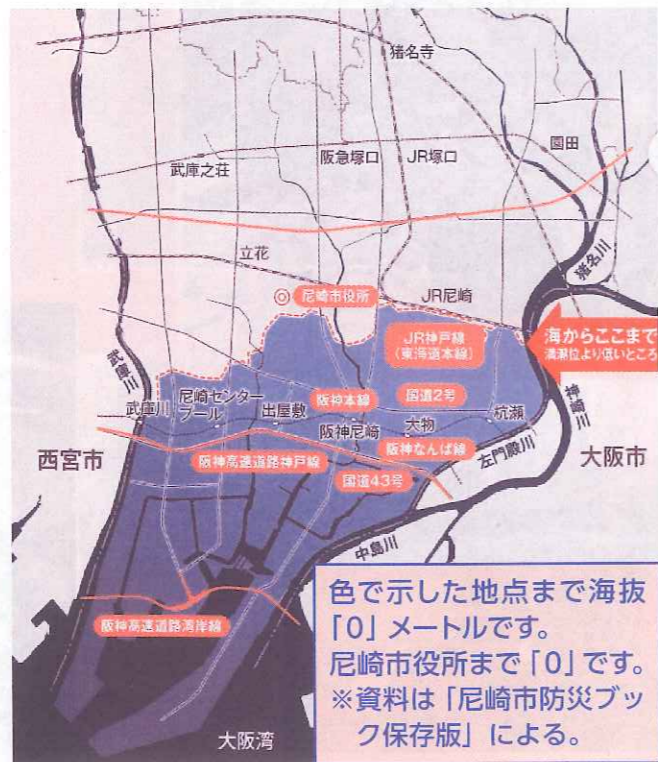 猪名寺
園田
阪急塚口
JR塚口
武庫之荘
立花
猪名川
尼崎市役所
JR尼崎
JR神戸線
(東海道本線)
海からここまで
満潮位より低いところ
武庫川
神崎川
尼崎センター
プール
武庫川
出屋敷
阪神本線
国道2号
杭瀬
阪神尼崎
大物
西宮市
阪神高速道路神戸線
阪神なんば線
左門殿川
大阪市
国道43号
中島川
阪神高速道路湾岸線
大阪湾
色で示した地点まで海抜
「0」メートルです。
尼崎市役所まで「0」です。
※資料は「尼崎市防災ブッ
ク保存版」による。